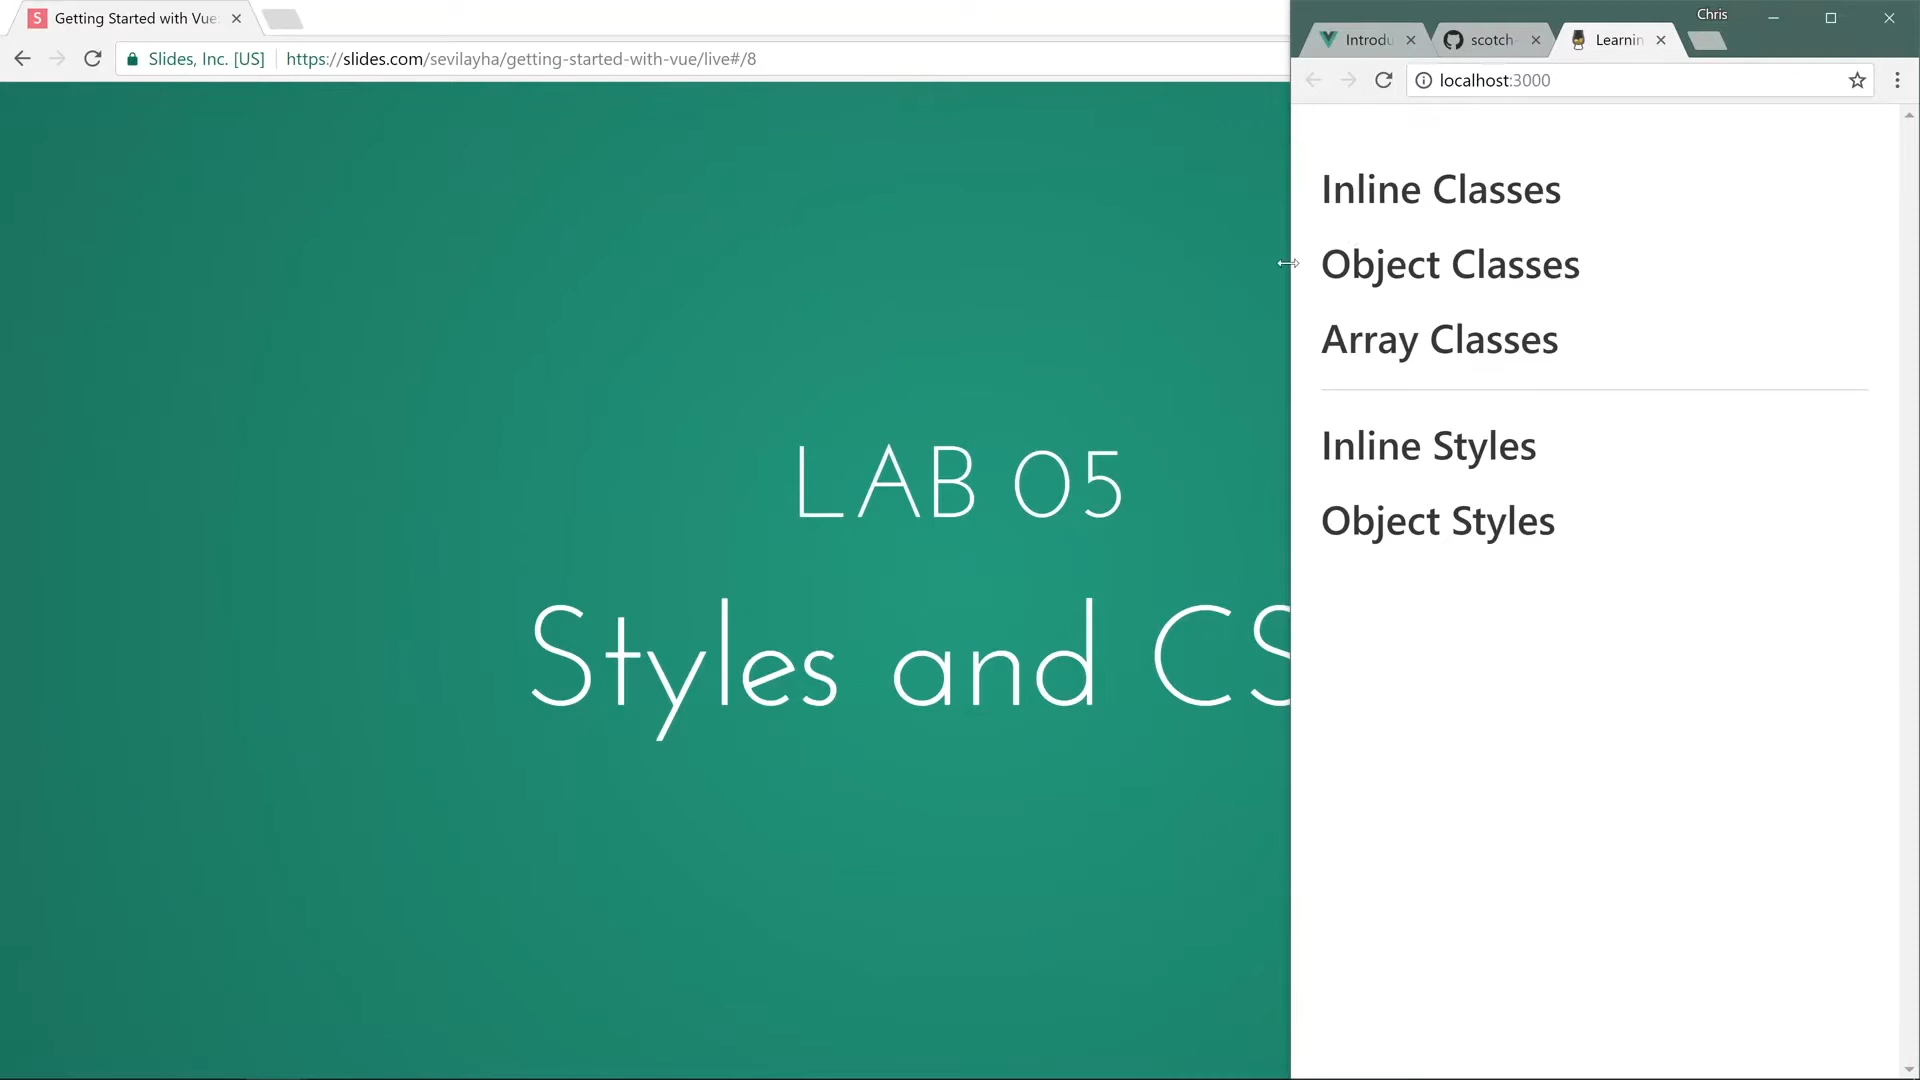 Getting Started with Vue
Slides, Inc. [US]
https://slides.com/sevilayha/getting-started-with-vue/live#/8
LAB 05
Styles and CS
Chris
Introdu
scotch-
Learnin
localhost:3000
Inline Classes
Object Classes
Array Classes
Inline Styles
Object Styles